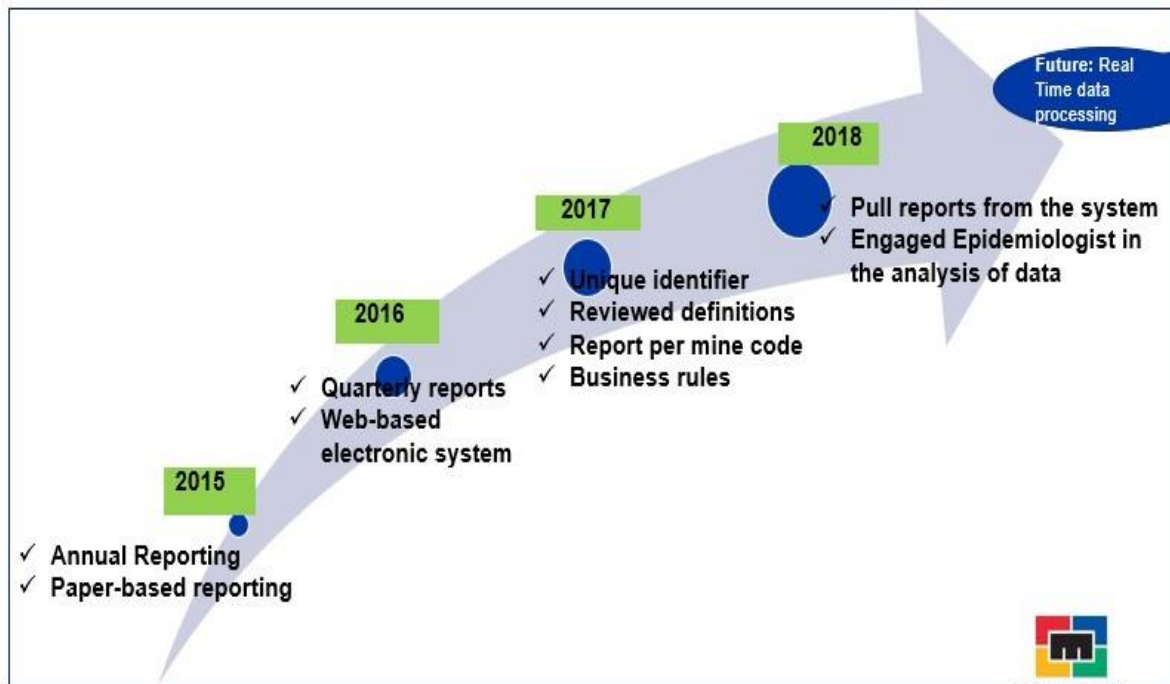 2015
✓ Annual Reporting
✓ Paper-based reporting
2016
✓ Quarterly reports
✓ Web-based
electronic system
2017
✓ Unique identifier
✓ Reviewed definitions
✓ Report per mine code
✓ Business rules
2018
✓ Pull reports from the system
✓ Engaged Epidemiologist in
the analysis of data
Future: Real
Time data
processing
m